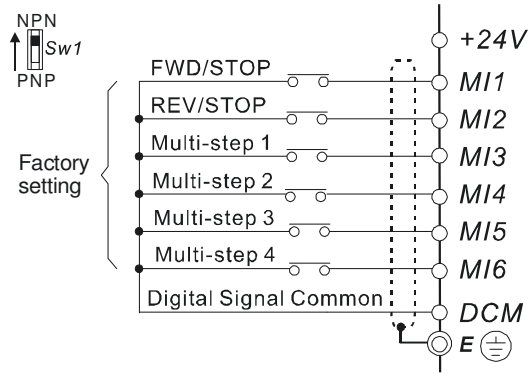 NPN
Sw1
PNP
+24V
FWD/STOP
MI1
REV/STOP
MI2
Multi-step 1
MI3
Factory
setting
Multi-step 2
MI4
Multi-step 3
MI5
Multi-step 4
MI6
Digital Signal Common
DCM
E